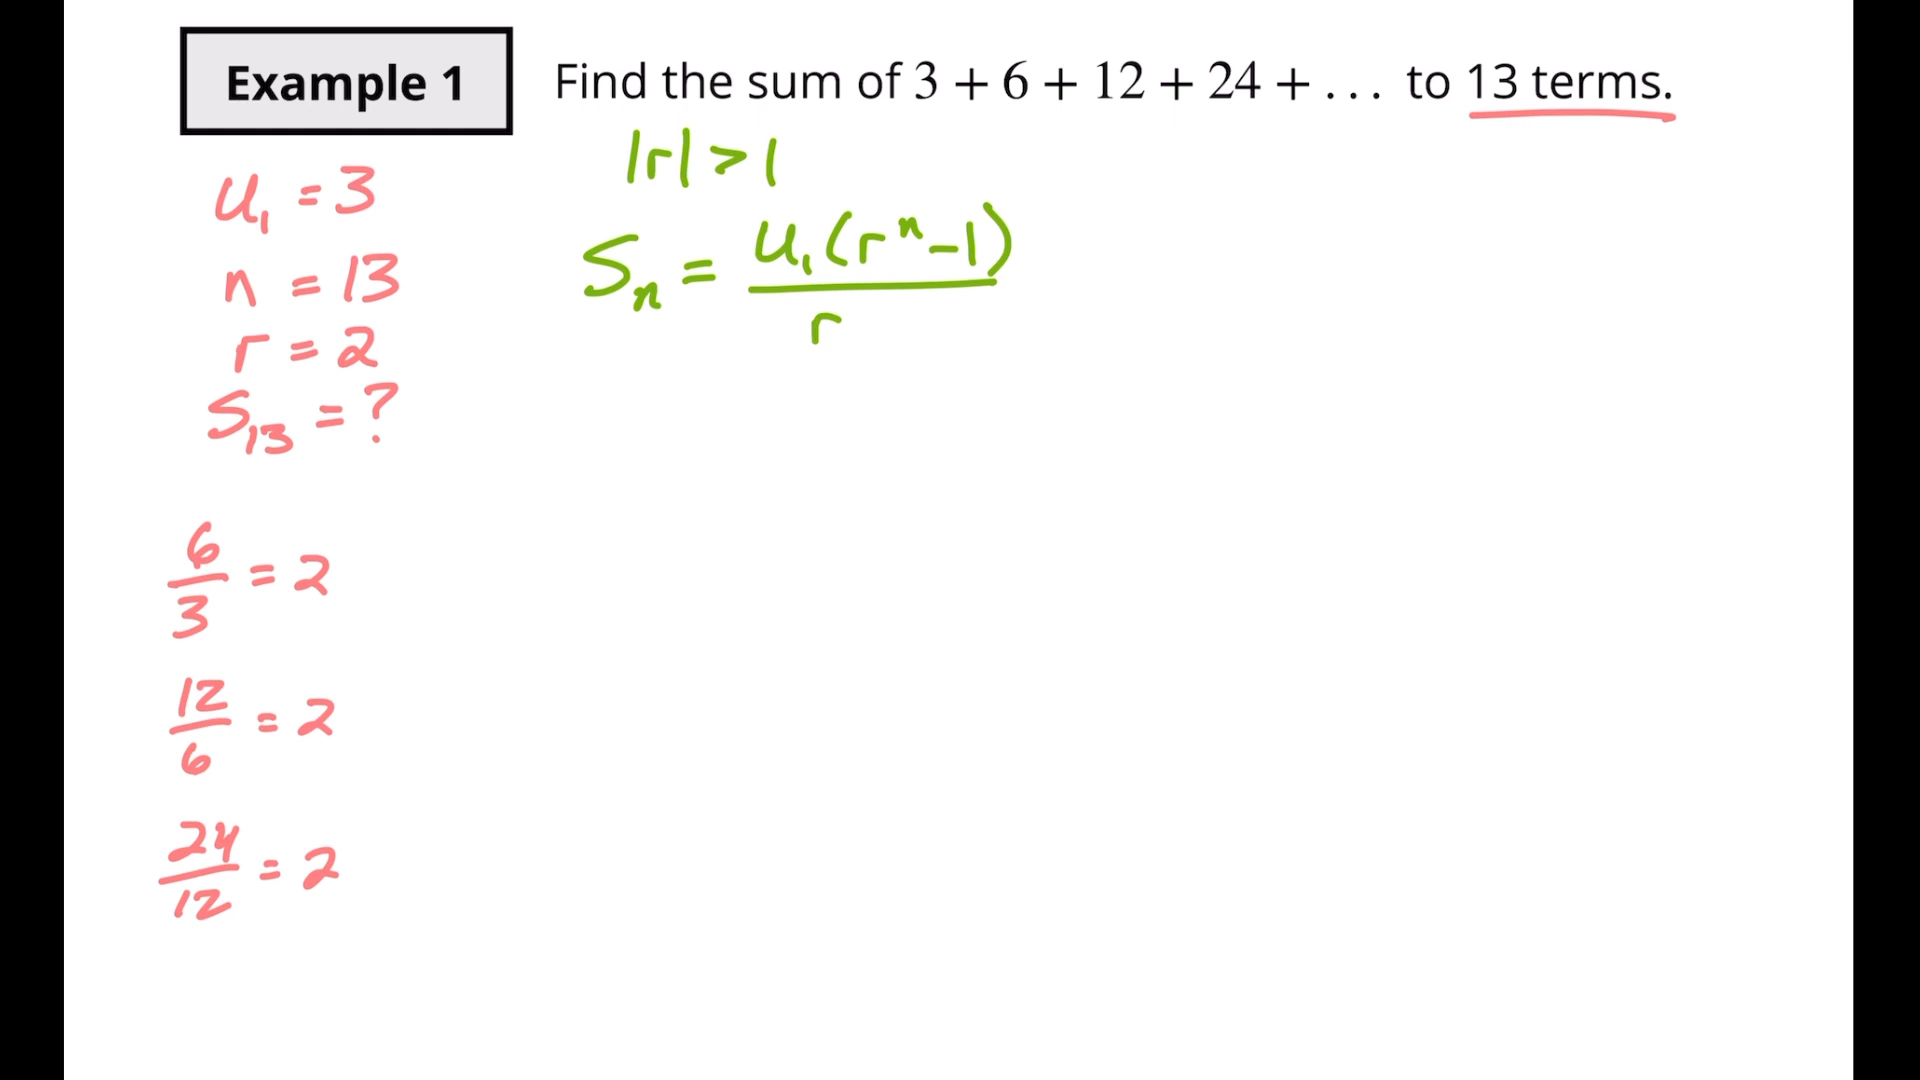 Example 1 Find the sum of 3 + 6 + 12 + 24 + ... to 13 terms.
|r| > 1
u₁ = 3
Sₙ = u₁(rⁿ-1)
r
n = 13
r = 2
S₁₃ = ?
6/3 = 2
12/6 = 2
24/12 = 2